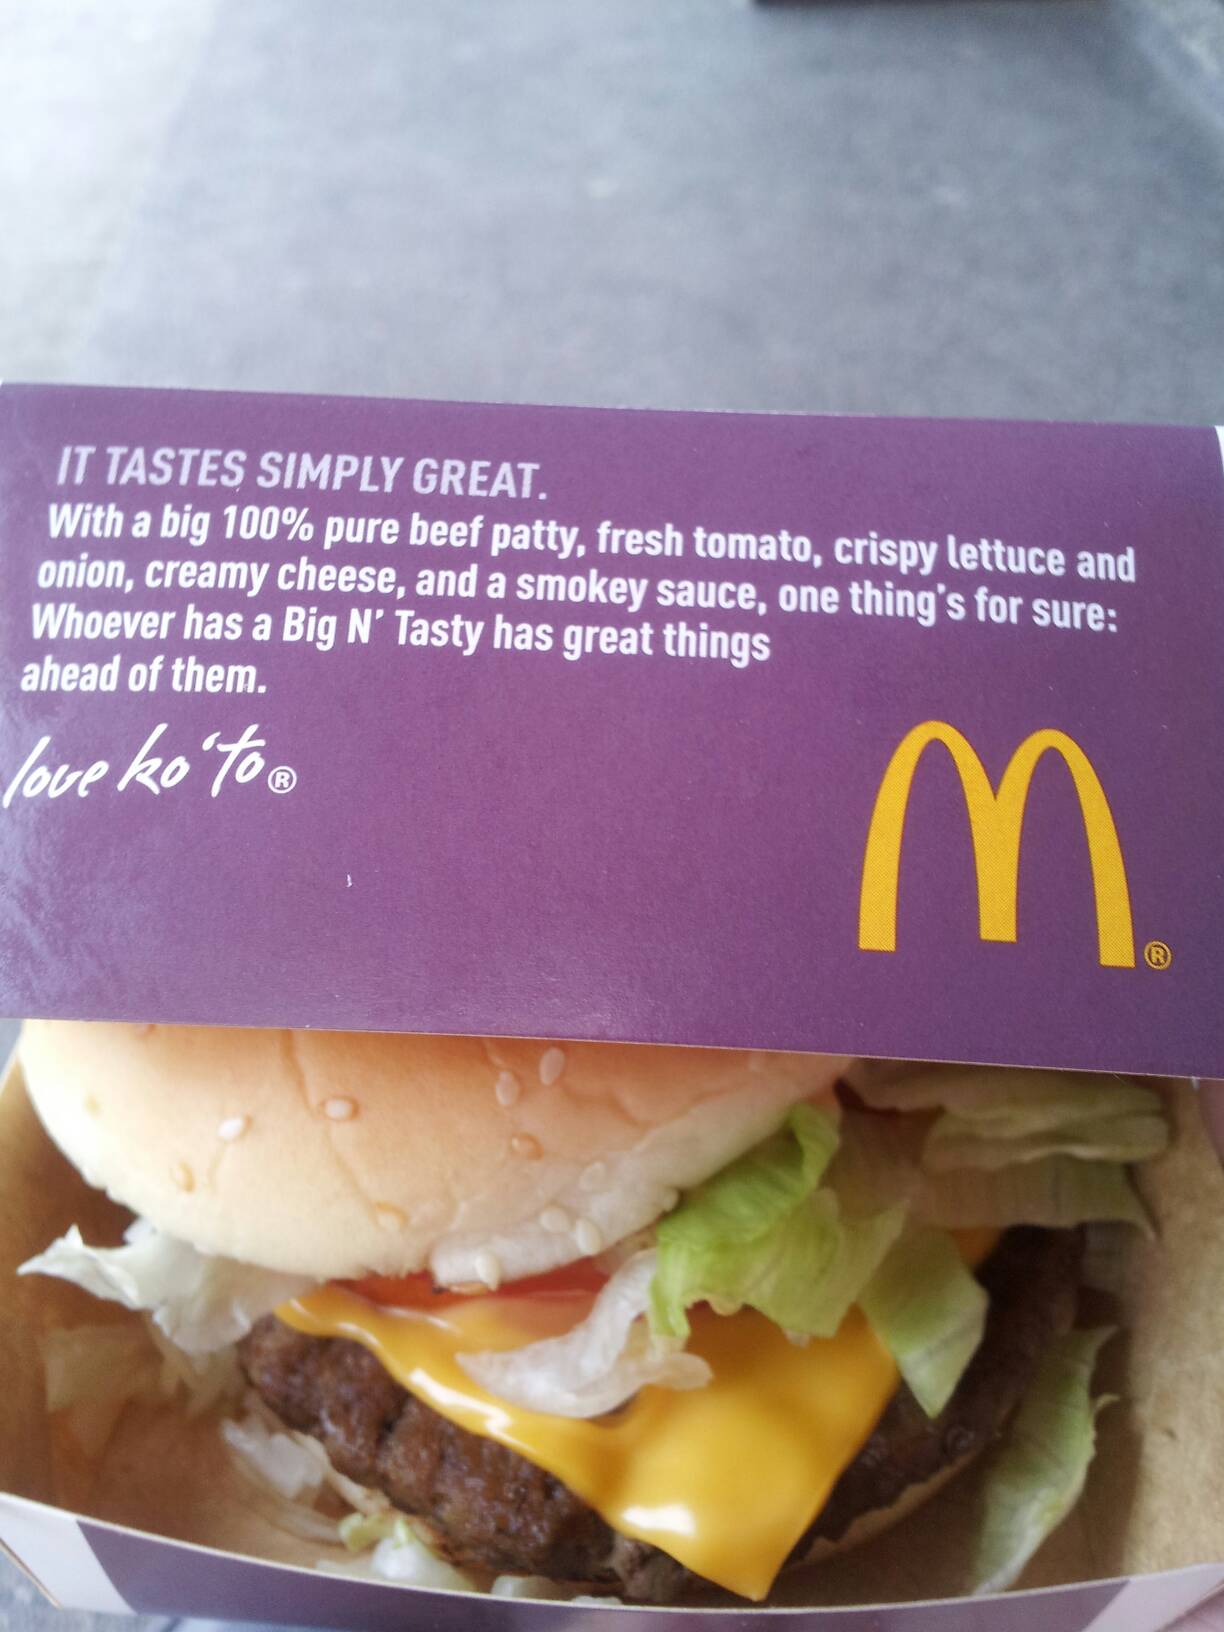 IT TASTES SIMPLY GREAT.
With a big 100% pure beef patty, fresh tomato, crispy lettuce and
onion, creamy cheese, and a smokey sauce, one thing's for sure:
Whoever has a Big N' Tasty has great things
ahead of them.
love ko 'to®
M®